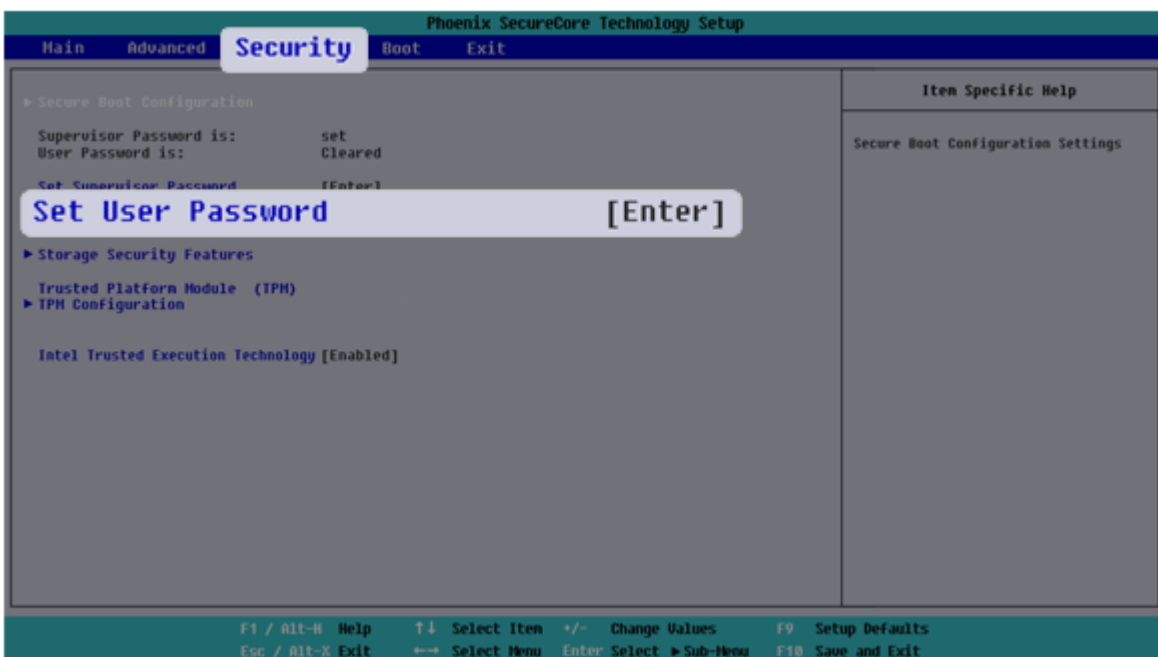 Phoenix SecureCore Technology Setup
Main Advanced Security Boot Exit
▶ Secure Boot Configuration
Supervisor Password is: set
User Password is: Cleared
Set Supervisor Password [Enter]
Set User Password [Enter]
▶ Storage Security Features
Trusted Platform Module (TPM)
▶ TPM Configuration
Intel Trusted Execution Technology [Enabled]
Item Specific Help
Secure Boot Configuration Settings
F1 / Alt-H Help ↑↓ Select Item +/- Change Values F9 Setup Defaults
Esc / Alt-X Exit ←→ Select Menu Enter Select ▶ Sub-Menu F10 Save and Exit